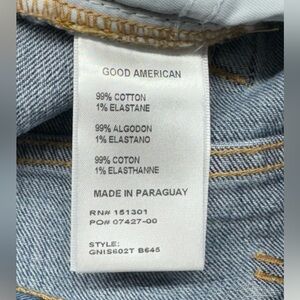 GOOD AMERICAN
99% COTTON
1% ELASTANE
99% ALGODON
1% ELASTANO
99% COTON
1% ELASTHANNE
MADE IN PARAGUAY
RN# 151301
PO# 07427-00
STYLE:
GNIS602T B645